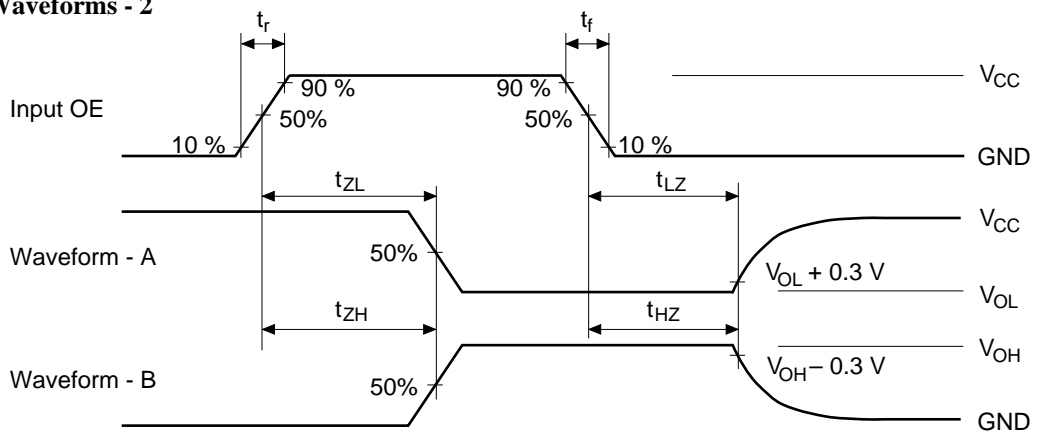 Waveforms - 2
tr
tf
90 %
90 %
VCC
Input OE
50%
50%
10 %
10 %
GND
tZL
tLZ
VCC
Waveform - A
50%
VOL + 0.3 V
VOL
tZH
tHZ
VOH
VOH – 0.3 V
Waveform - B
50%
GND